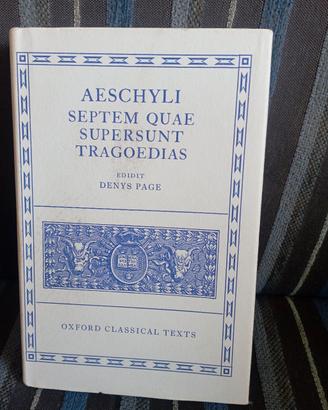 AESCHYLI
SEPTEM QUAE
SUPERSUNT
TRAGOEDIAS
EDIDIT
DENYS PAGE
OXFORD CLASSICAL TEXTS